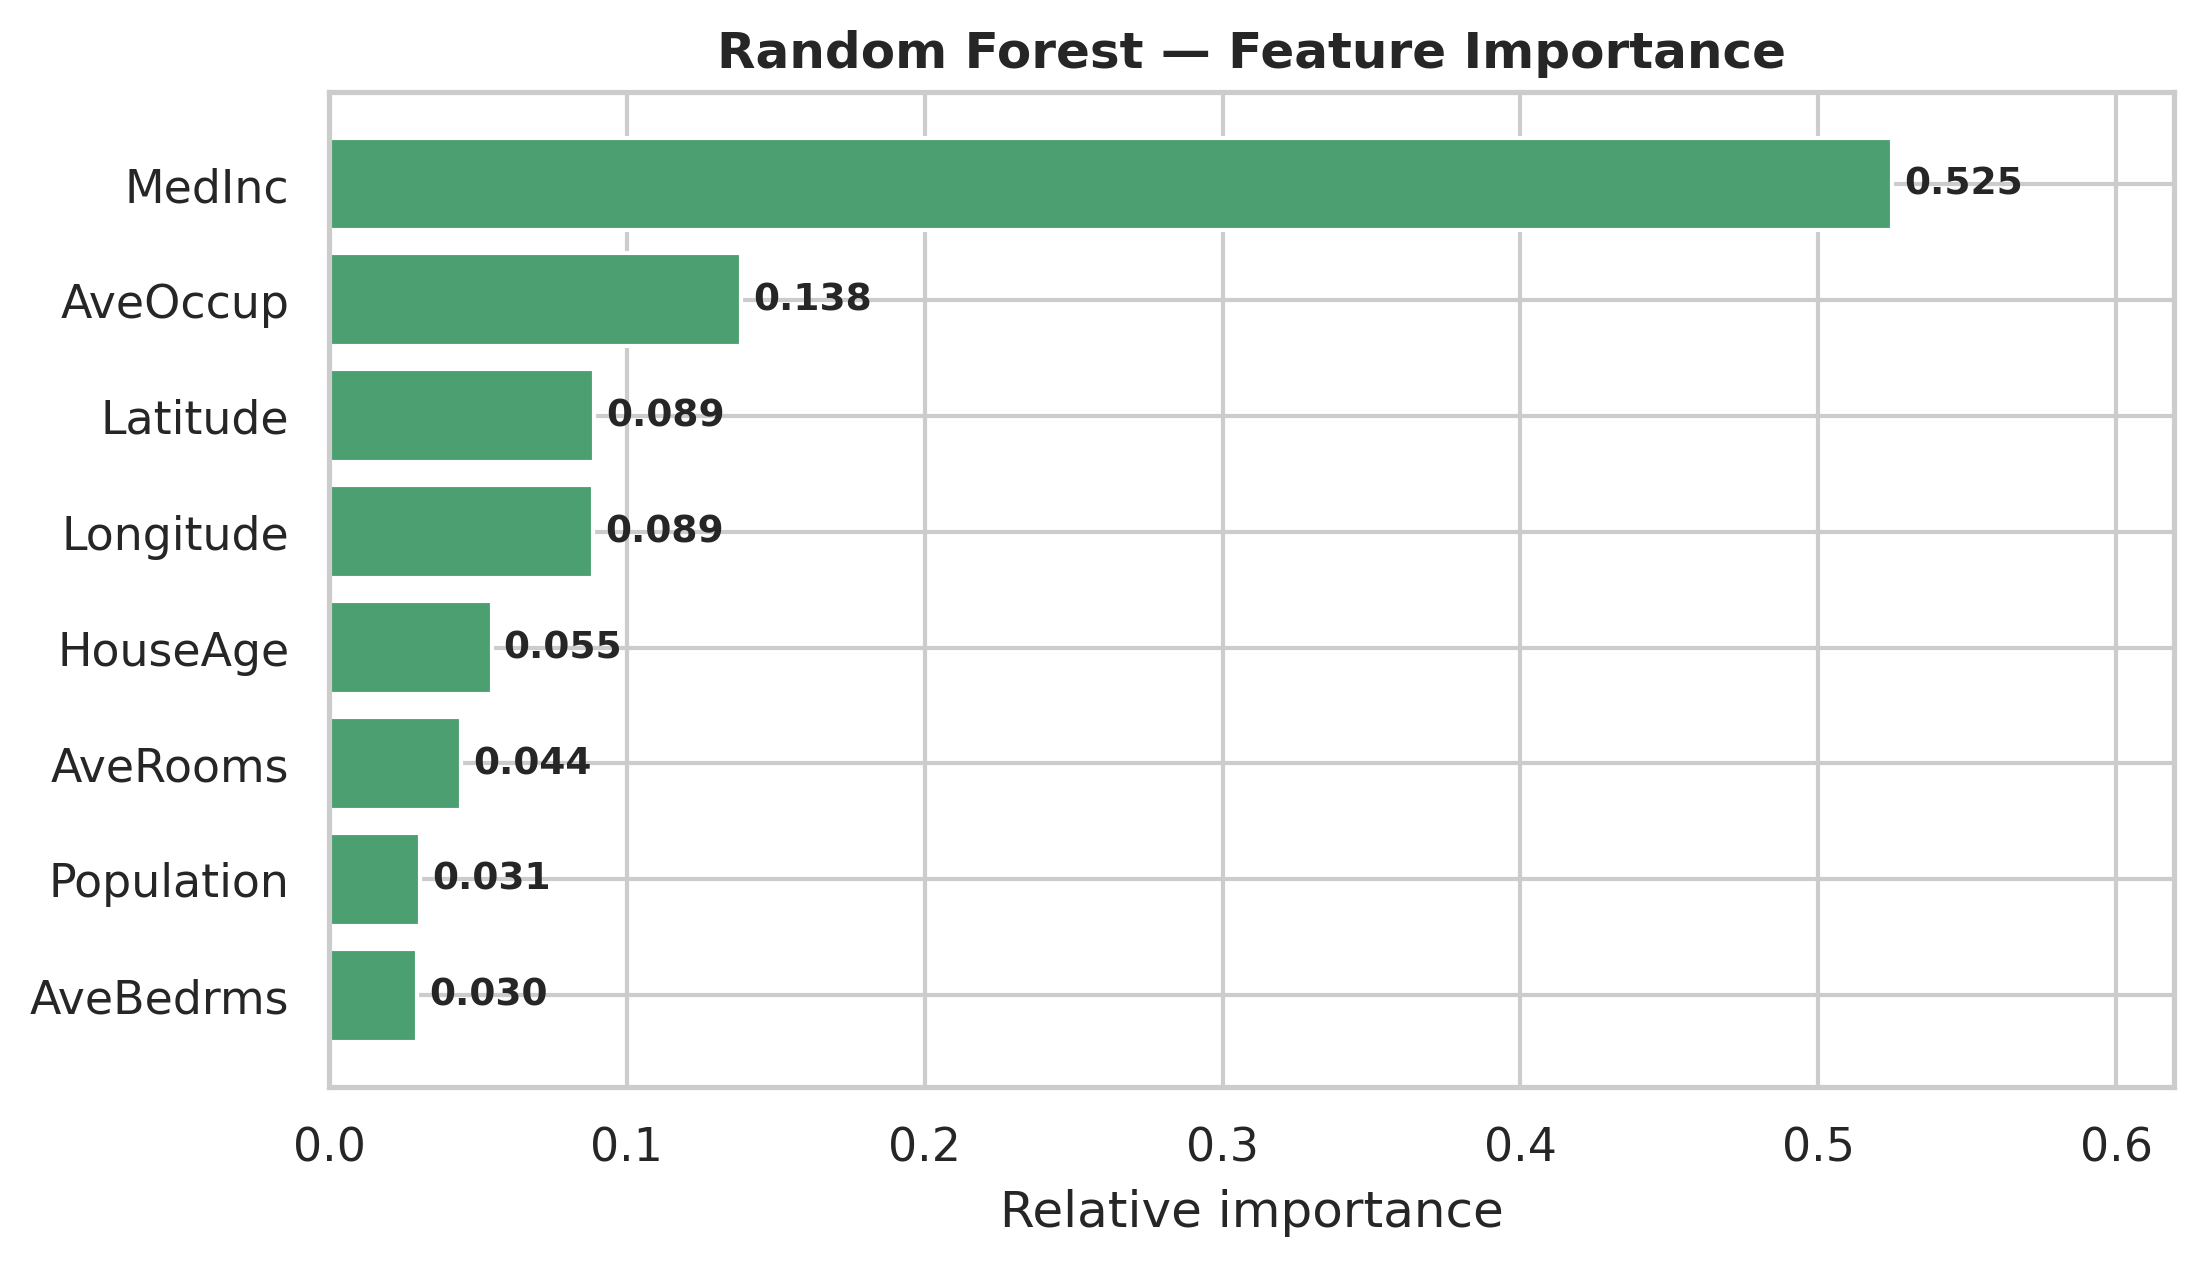 Random Forest — Feature Importance
MedInc 0.525
AveOccup 0.138
Latitude 0.089
Longitude 0.089
HouseAge 0.055
AveRooms 0.044
Population 0.031
AveBedrms 0.030
0.0 0.1 0.2 0.3 0.4 0.5 0.6
Relative importance